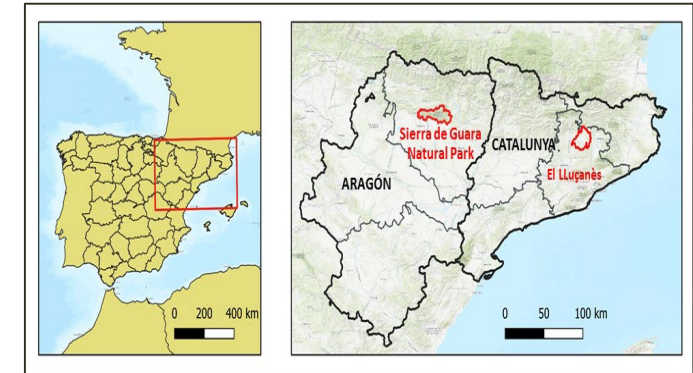 0 200 400 km
Sierra de Guara
Natural Park
CATALUNYA
El LLuçanès
ARAGÓN
0 50 100 km